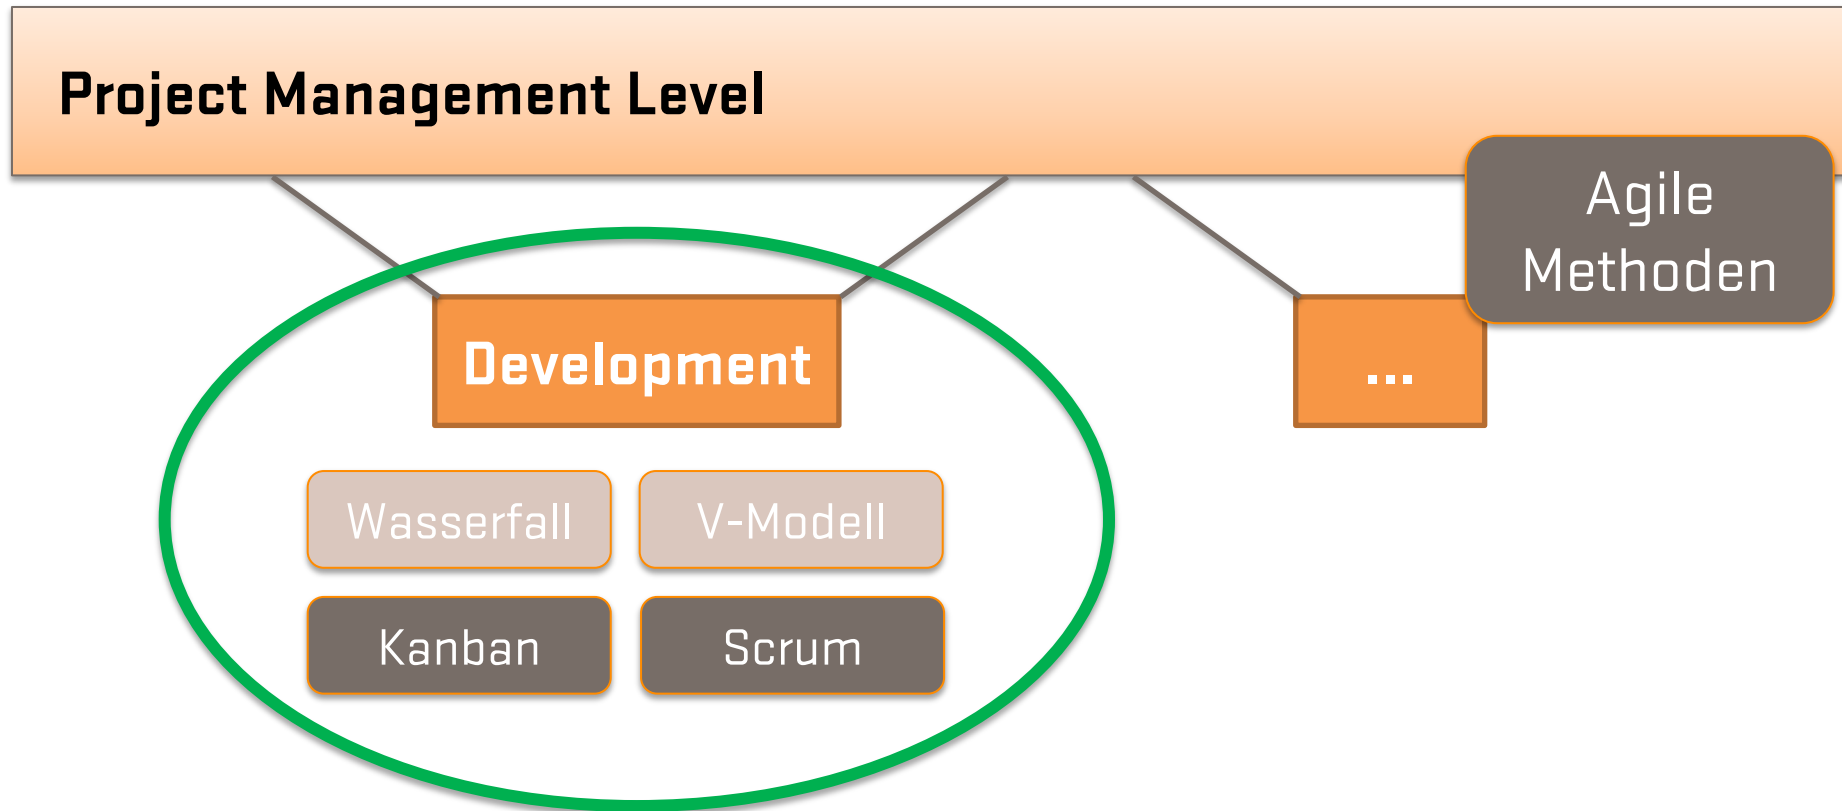 Project Management Level
Agile
Methoden
Development
...
Wasserfall
V-Modell
Kanban
Scrum